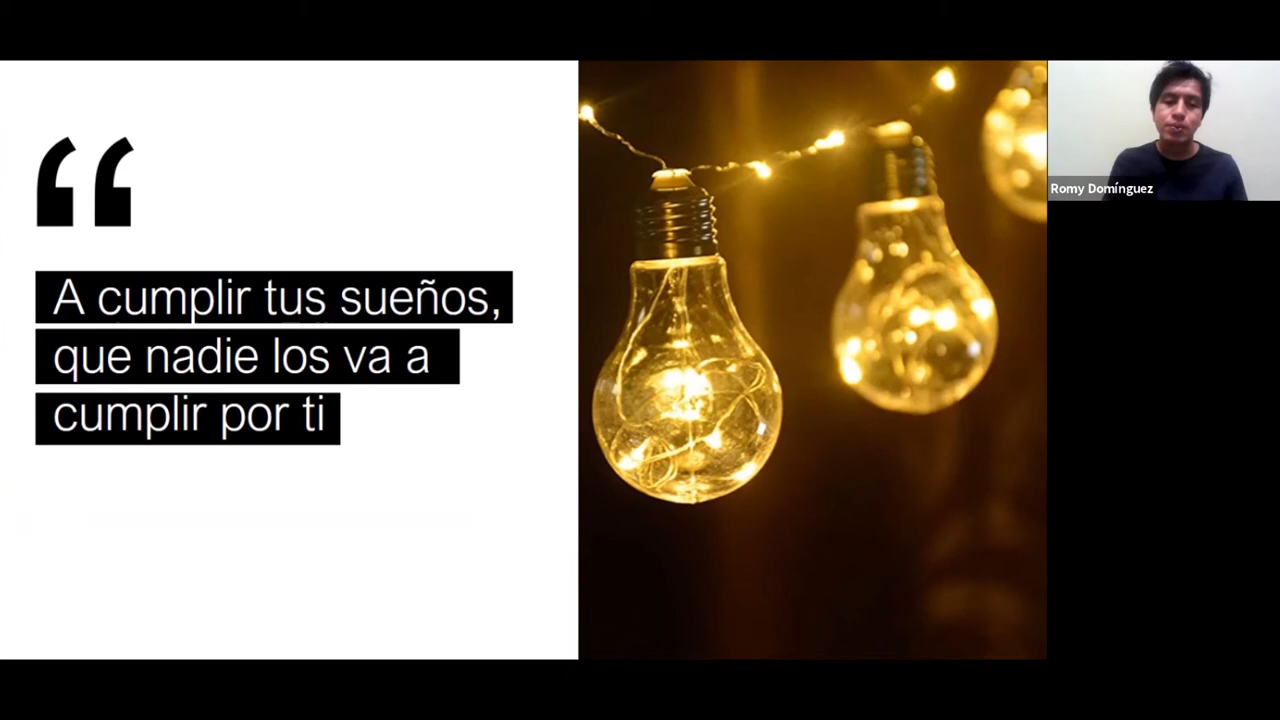 “
A cumplir tus sueños,
que nadie los va a
cumplir por ti
Romy Domínguez